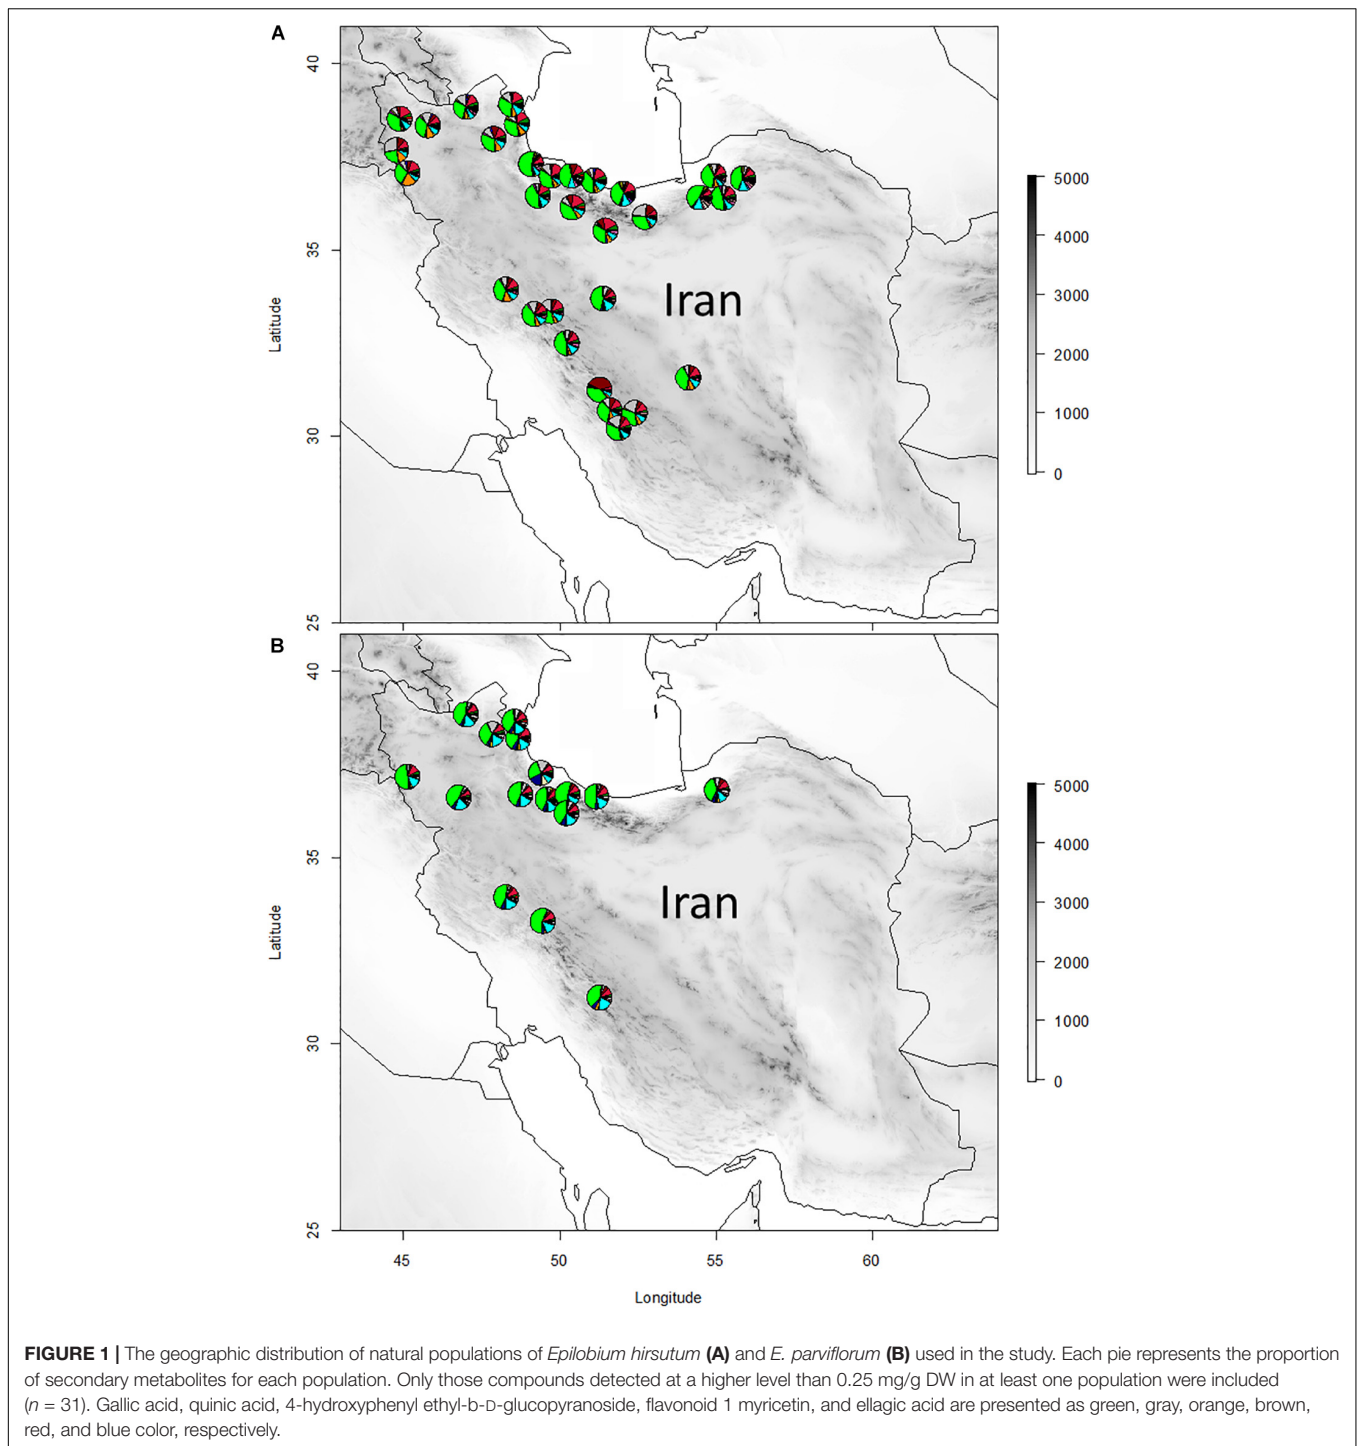 A
40
35
30
25
Latitude
Iran
5000
4000
3000
2000
1000
0
B
40
35
30
25
Latitude
Iran
5000
4000
3000
2000
1000
0
45 50 55 60
Longitude
FIGURE 1 | The geographic distribution of natural populations of Epilobium hirsutum (A) and E. parviflorum (B) used in the study. Each pie represents the proportion
of secondary metabolites for each population. Only those compounds detected at a higher level than 0.25 mg/g DW in at least one population were included
(n = 31). Gallic acid, quinic acid, 4-hydroxyphenyl ethyl-b-D-glucopyranoside, flavonoid 1 myricetin, and ellagic acid are presented as green, gray, orange, brown,
red, and blue color, respectively.